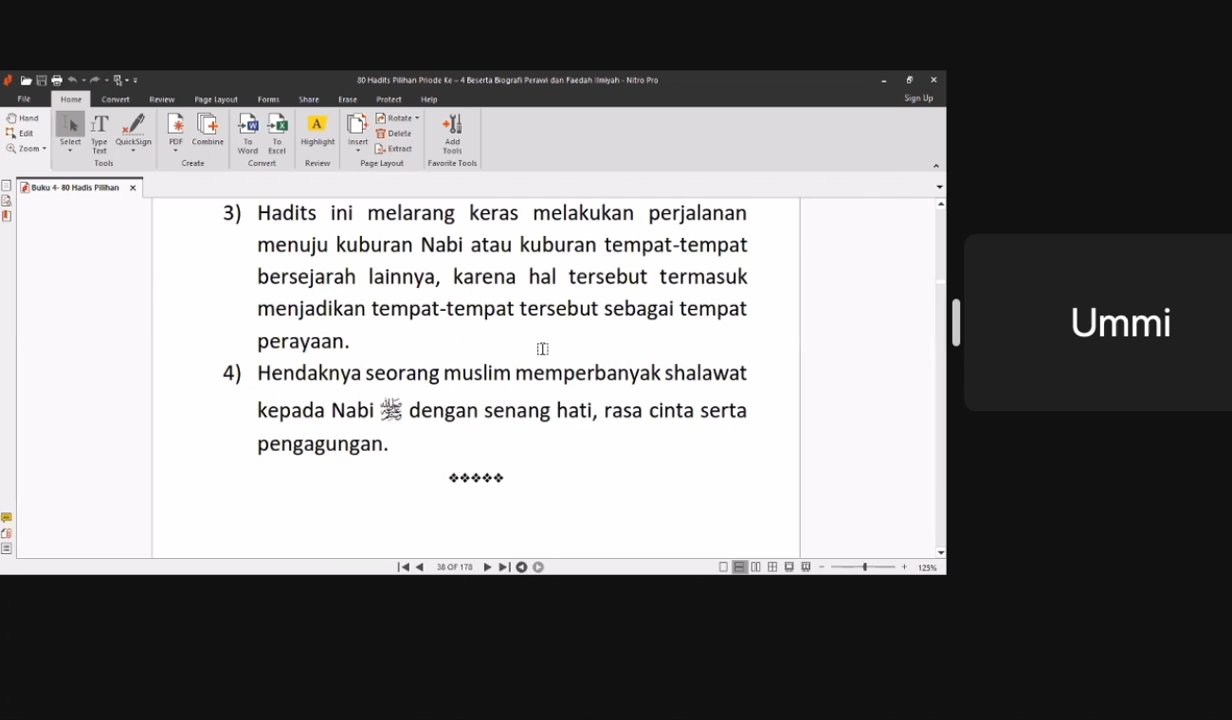 80 Hadits Pilihan Priode Ke – 4 Beserta Biografi Perawi dan Faedah Ilmiyah - Nitro Pro
File Home Convert Review Page Layout Forms Share Erase Protect Help Sign Up
Hand
Edit
Zoom
Select
Type Text
QuickSign
Tools
PDF
Combine
Create
To Word
To Excel
Convert
Highlight
Review
Insert
Rotate
Delete
Extract
Page Layout
Add Tools
Favorite Tools
Buku 4- 80 Hadis Pilihan
3) Hadits ini melarang keras melakukan perjalanan
menuju kuburan Nabi atau kuburan tempat-tempat
bersejarah lainnya, karena hal tersebut termasuk
menjadikan tempat-tempat tersebut sebagai tempat
perayaan.
4) Hendaknya seorang muslim memperbanyak shalawat
kepada Nabi ﷺ dengan senang hati, rasa cinta serta
pengagungan.
❖❖❖❖❖
38 OF 178
125%
Ummi